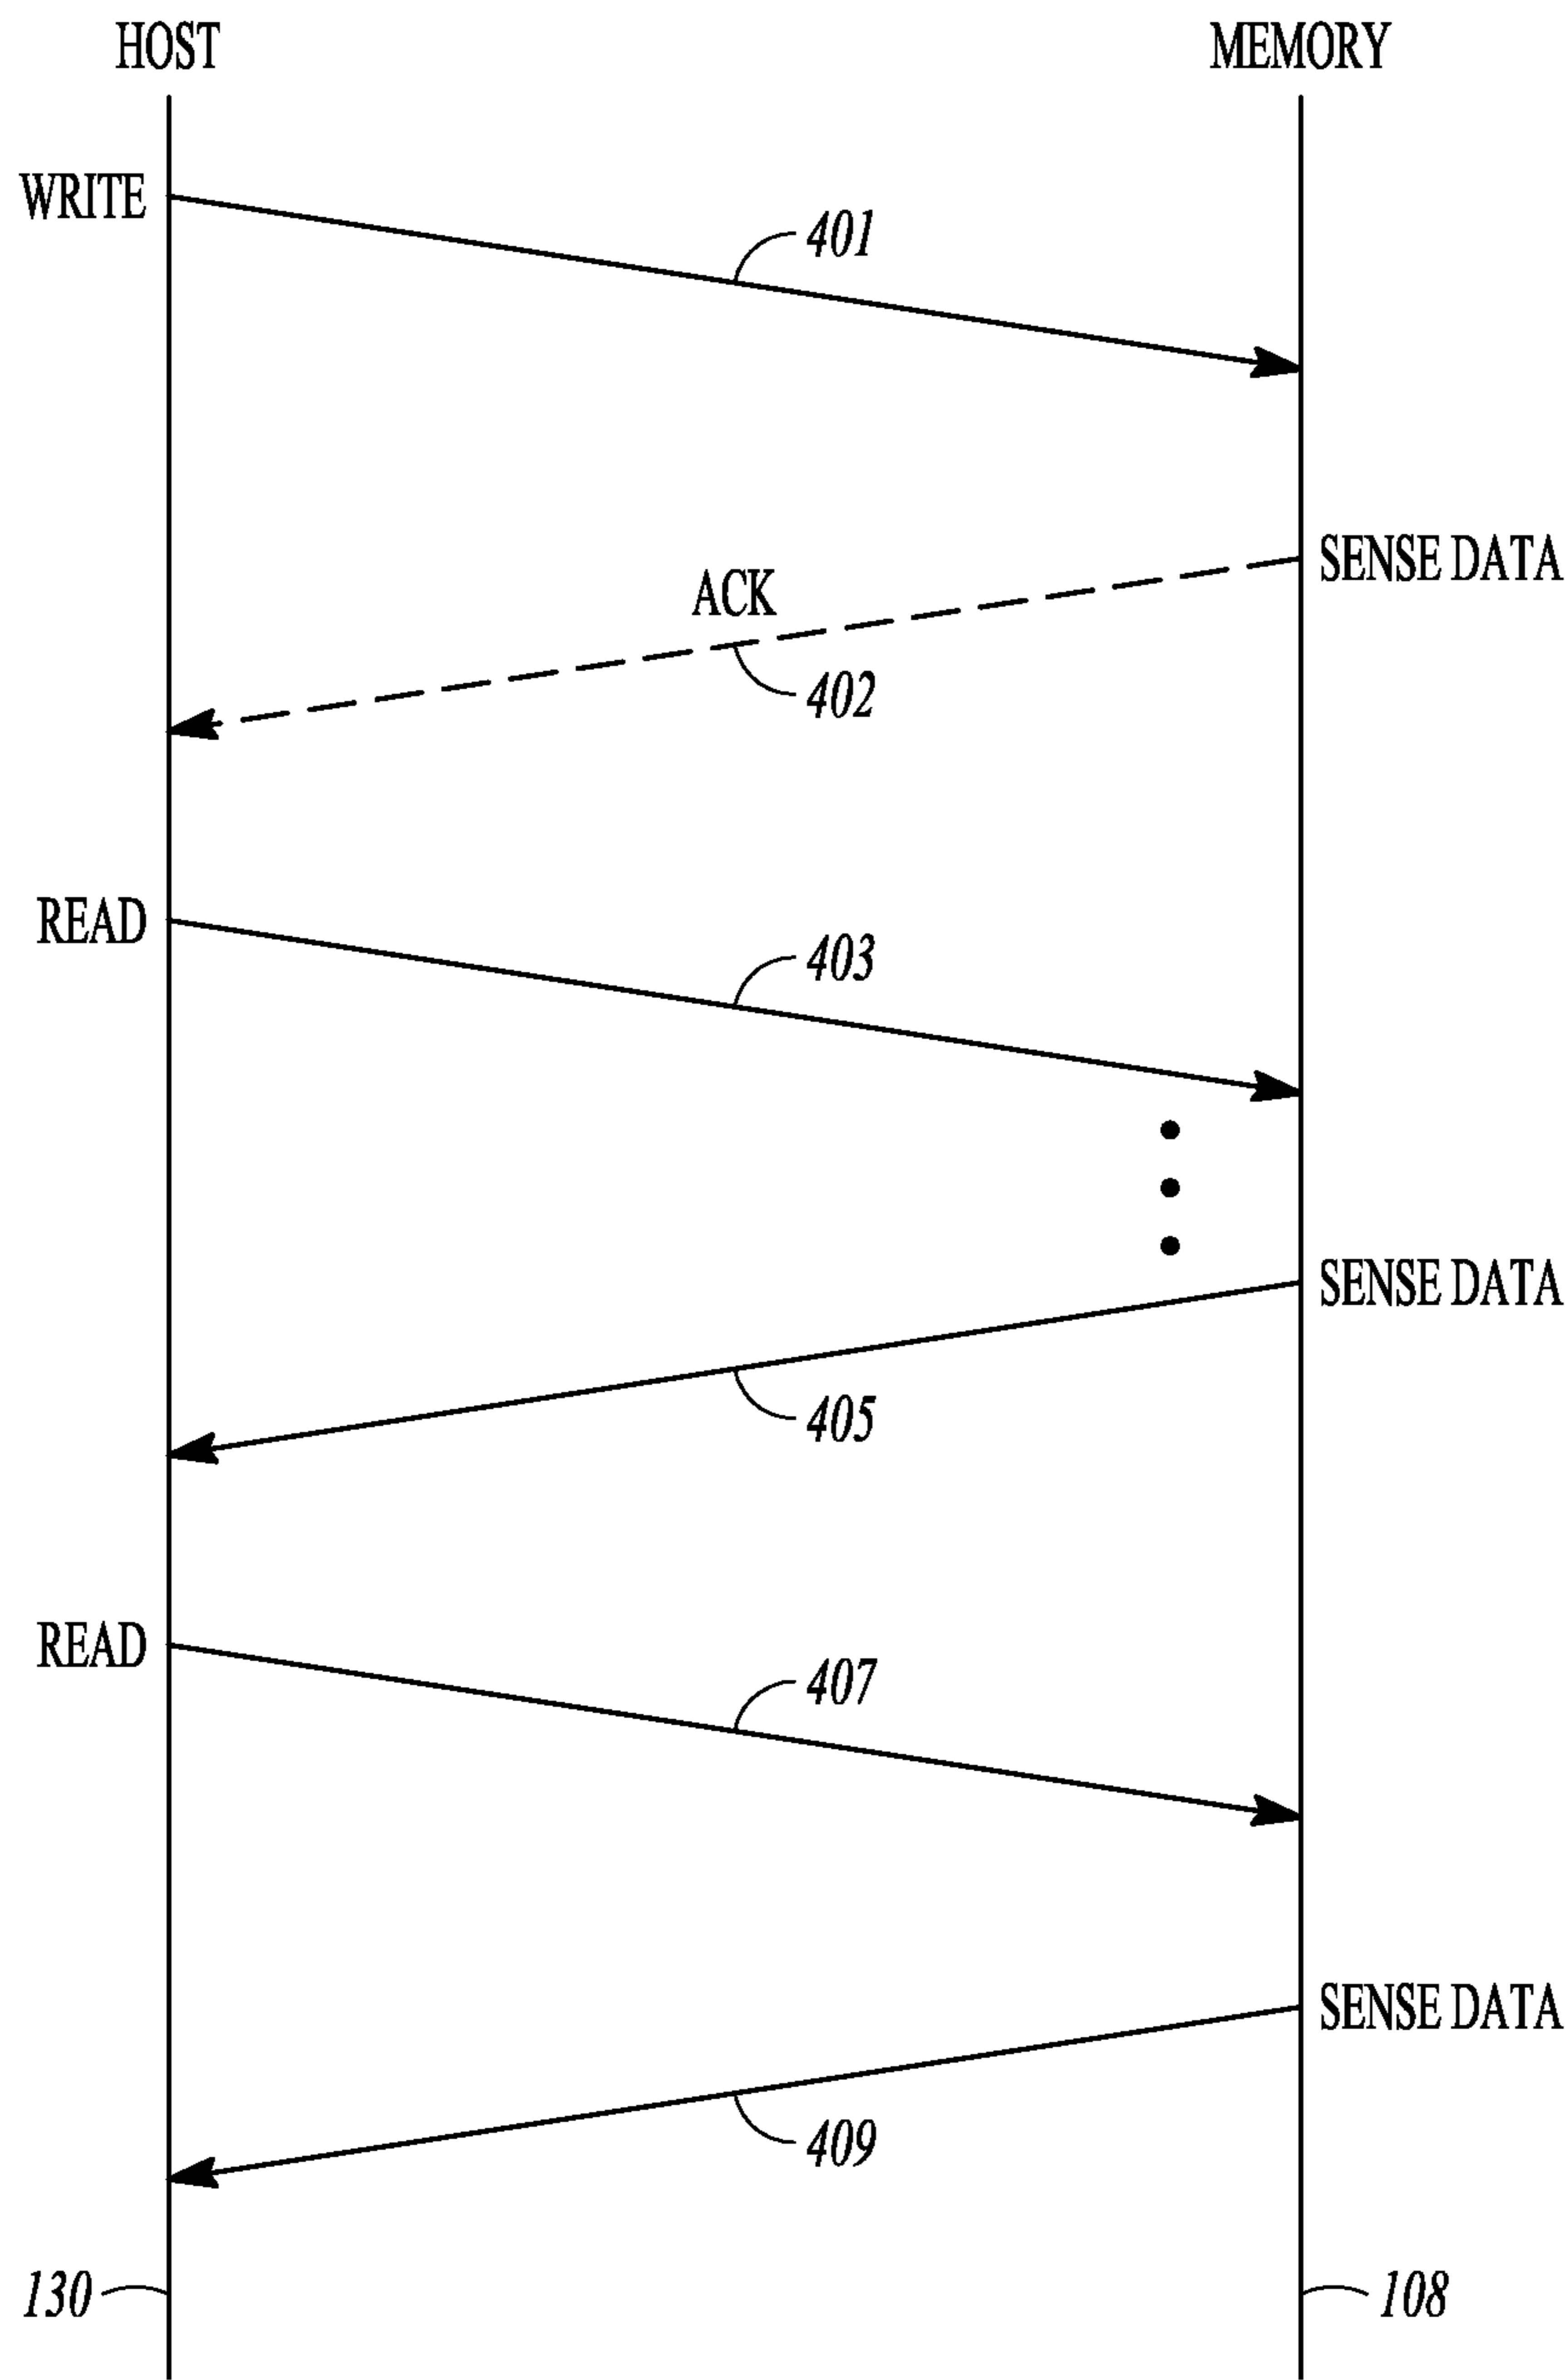 HOST
MEMORY
WRITE
401
SENSE DATA
ACK
402
READ
403
SENSE DATA
405
READ
407
SENSE DATA
409
130
108